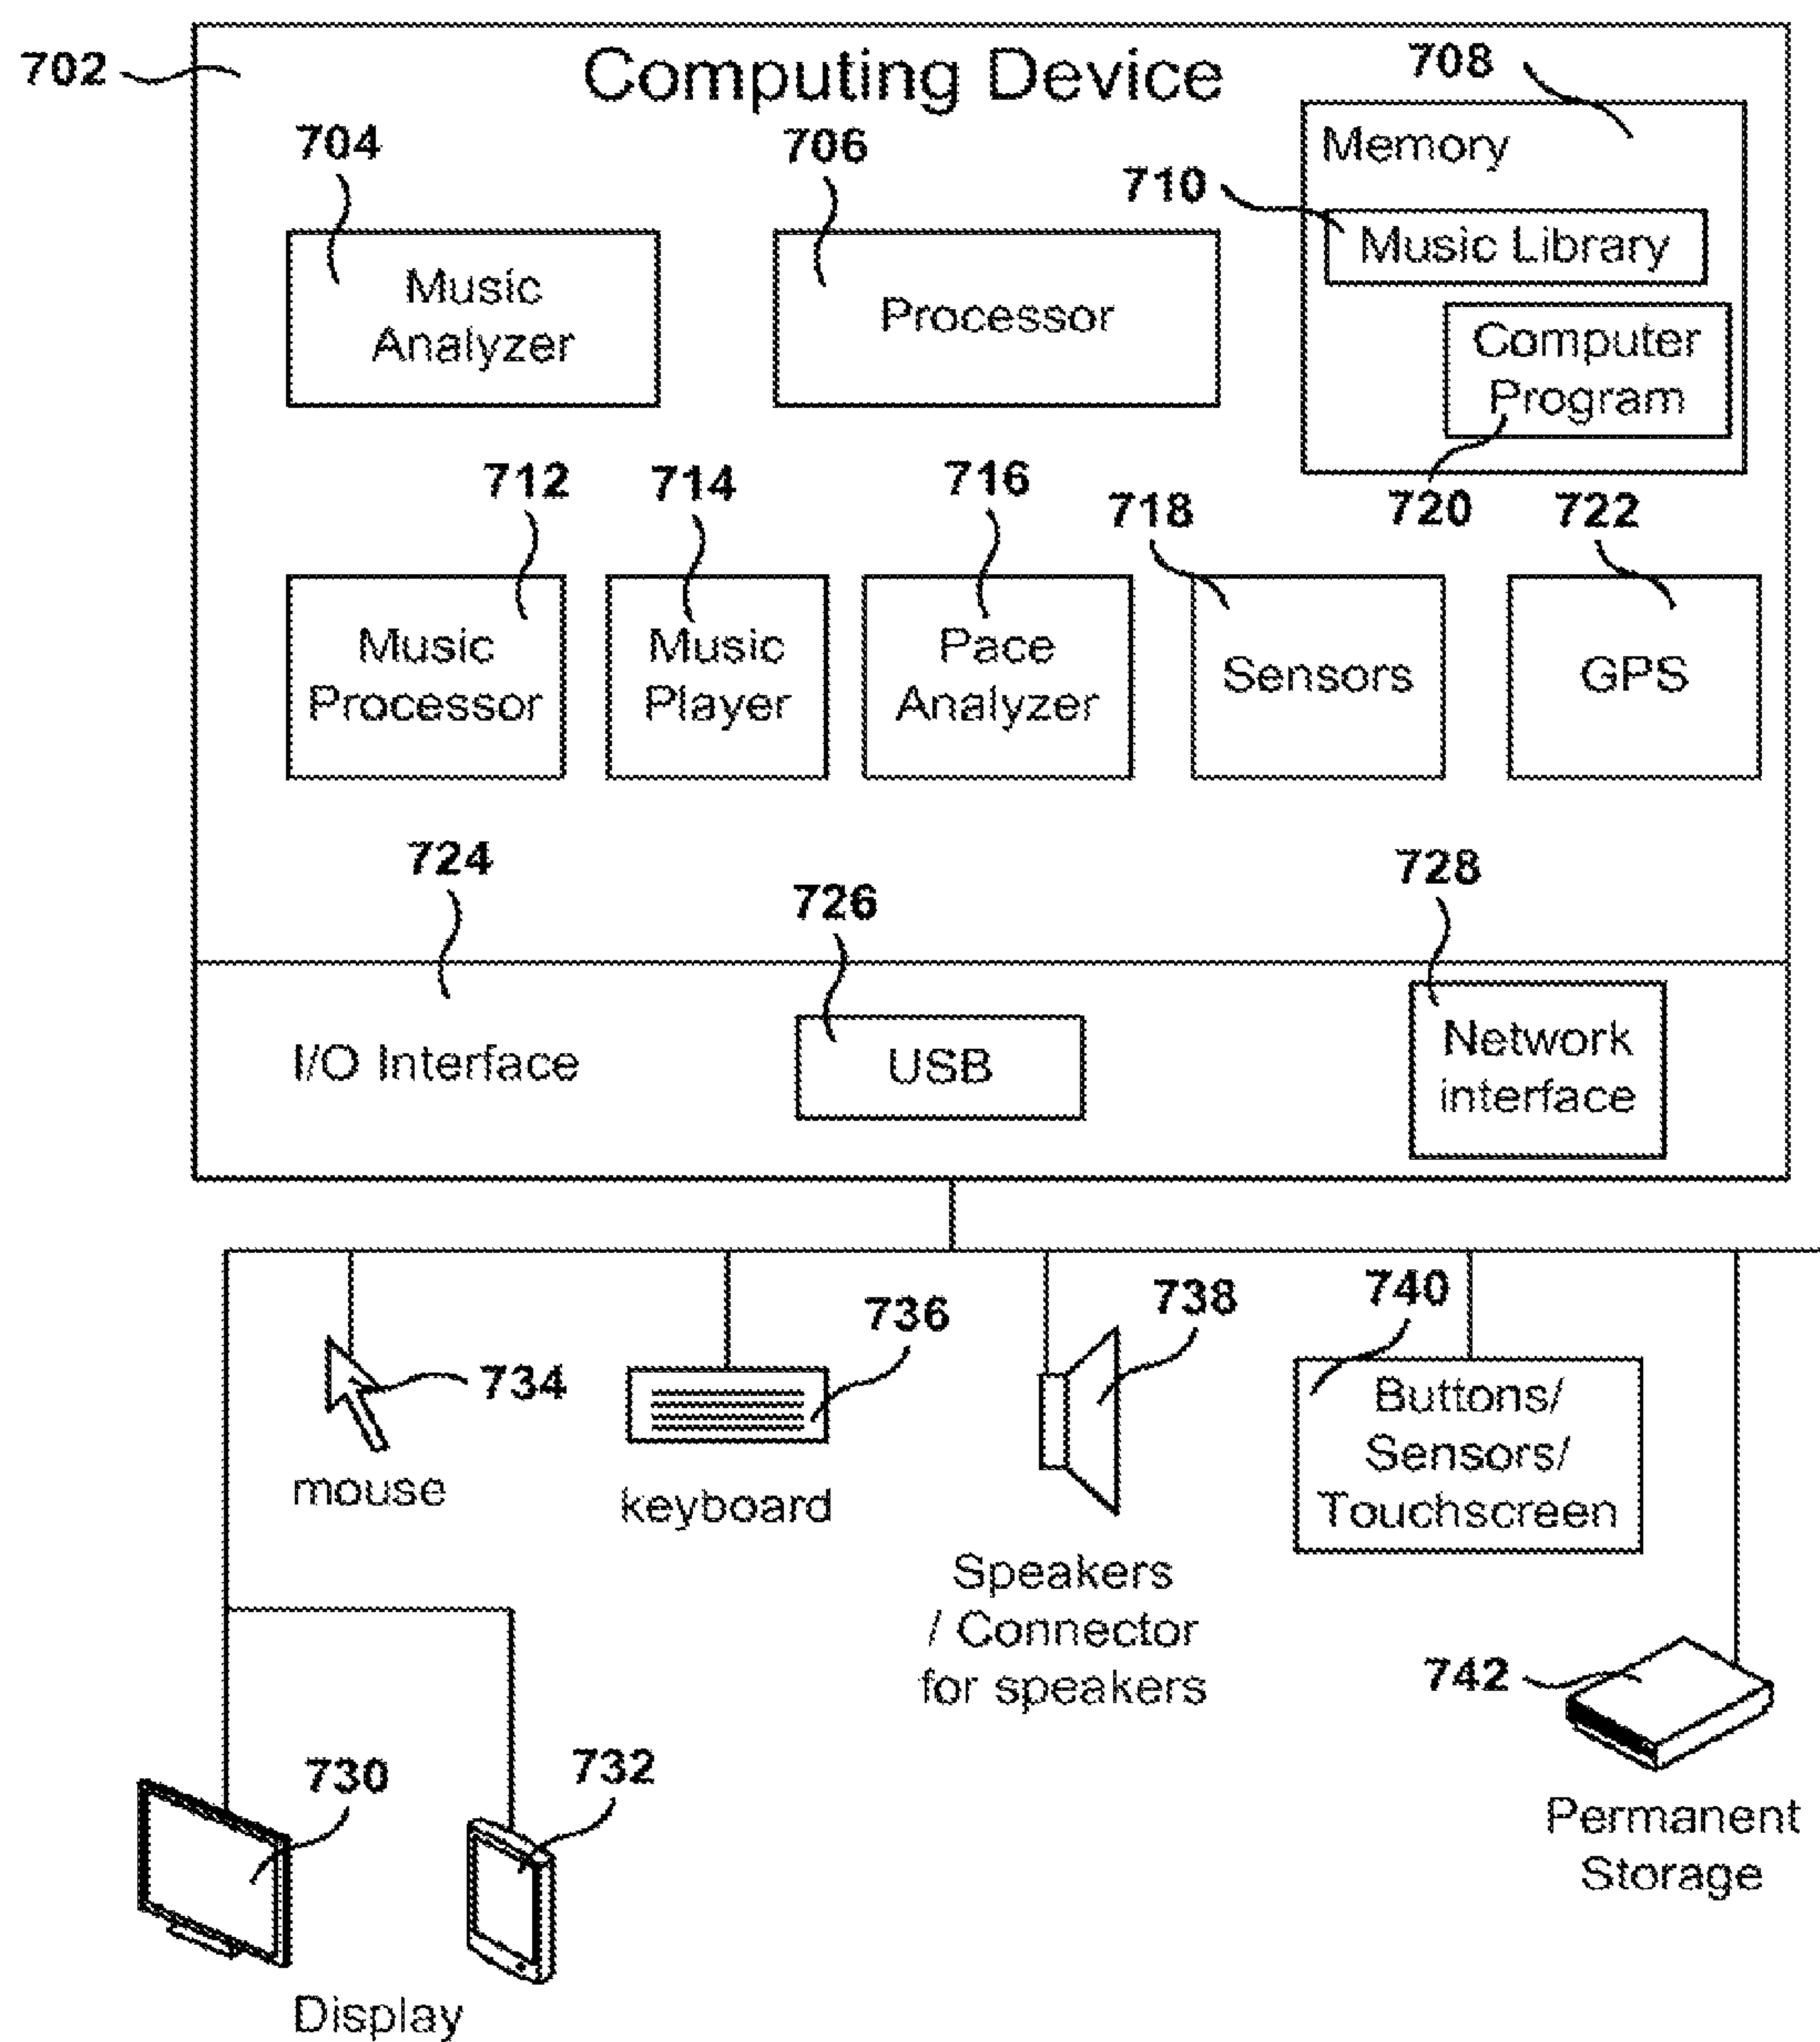 702
Computing Device
708
704
706
Memory
710
Music Library
Music
Analyzer
Processor
Computer
Program
712
714
716
718
720
722
Music
Processor
Music
Player
Pace
Analyzer
Sensors
GPS
724
726
728
I/O Interface
USB
Network
interface
734
736
738
740
mouse
keyboard
Speakers
/ Connector
for speakers
Buttons/
Sensors/
Touchscreen
742
730
732
Permanent
Storage
Display